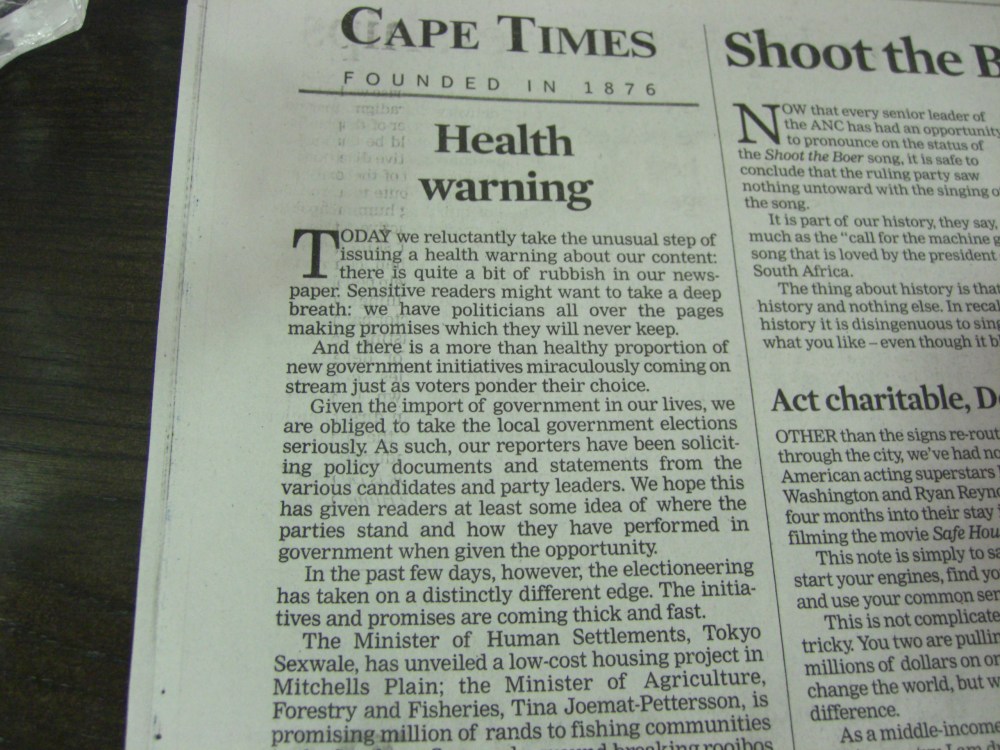 CAPE TIMES
FOUNDED IN 1876
Health
warning
TODAY we reluctantly take the unusual step of
issuing a health warning about our content:
there is quite a bit of rubbish in our news-
paper. Sensitive readers might want to take a deep
breath: we have politicians all over the pages
making promises which they will never keep.
And there is a more than healthy proportion of
new government initiatives miraculously coming on
stream just as voters ponder their choice.
Given the import of government in our lives, we
are obliged to take the local government elections
seriously. As such, our reporters have been solicit-
ing policy documents and statements from the
various candidates and party leaders. We hope this
has given readers at least some idea of where the
parties stand and how they have performed in
government when given the opportunity.
In the past few days, however, the electioneering
has taken on a distinctly different edge. The initia-
tives and promises are coming thick and fast.
The Minister of Human Settlements, Tokyo
Sexwale, has unveiled a low-cost housing project in
Mitchells Plain; the Minister of Agriculture,
Forestry and Fisheries, Tina Joemat-Pettersson, is
promising million of rands to fishing communities
breaking rooibos
Shoot the B
NOW that every senior leader of
the ANC has had an opportunity
to pronounce on the status of
the Shoot the Boer song, it is safe to
conclude that the ruling party saw
nothing untoward with the singing o
the song.
It is part of our history, they say,
much as the "call for the machine g
song that is loved by the president
South Africa.
The thing about history is that
history and nothing else. In recal
history it is disingenuous to sing
what you like – even though it b
Act charitable, De
OTHER than the signs re-rout
through the city, we've had no
American acting superstars
Washington and Ryan Reyno
four months into their stay
filming the movie Safe Hou
This note is simply to sa
start your engines, find yo
and use your common sen
This is not complicate
tricky. You two are pullin
millions of dollars on on
change the world, but w
difference.
As a middle-income